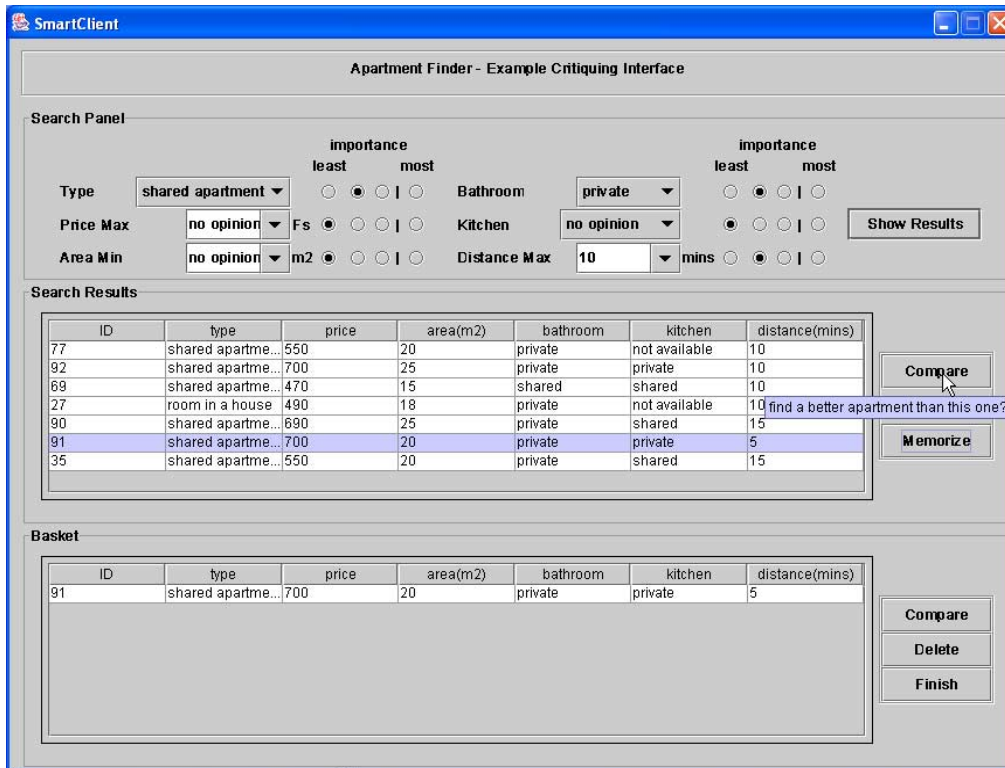 SmartClient
Apartment Finder - Example Critiquing Interface
Search Panel
importance importance
least most least most
Type shared apartment Bathroom private
Price Max no opinion Fs Kitchen no opinion Show Results
Area Min no opinion m2 Distance Max 10 mins
Search Results
ID type price area(m2) bathroom kitchen distance(mins)
77 shared apartme... 550 20 private not available 10
92 shared apartme... 700 25 private private 10
69 shared apartme... 470 15 shared shared 10
Compare
27 room in a house 490 18 private not available 10
find a better apartment than this one?
90 shared apartme... 690 25 private shared 15
91 shared apartme... 700 20 private private 5
Memorize
35 shared apartme... 550 20 private shared 15
Basket
ID type price area(m2) bathroom kitchen distance(mins)
91 shared apartme... 700 20 private private 5
Compare
Delete
Finish